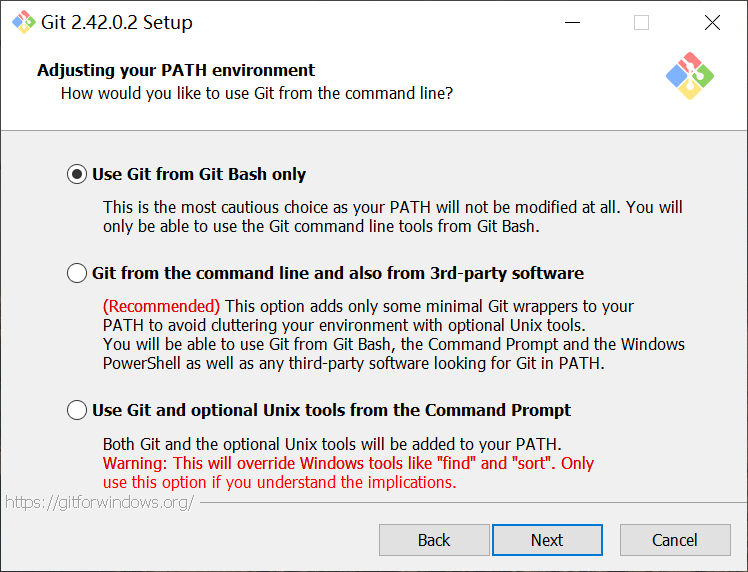 Git 2.42.0.2 Setup
Adjusting your PATH environment
How would you like to use Git from the command line?
Use Git from Git Bash only
This is the most cautious choice as your PATH will not be modified at all. You will
only be able to use the Git command line tools from Git Bash.
Git from the command line and also from 3rd-party software
(Recommended) This option adds only some minimal Git wrappers to your
PATH to avoid cluttering your environment with optional Unix tools.
You will be able to use Git from Git Bash, the Command Prompt and the Windows
PowerShell as well as any third-party software looking for Git in PATH.
Use Git and optional Unix tools from the Command Prompt
Both Git and the optional Unix tools will be added to your PATH.
Warning: This will override Windows tools like "find" and "sort". Only
use this option if you understand the implications.
https://gitforwindows.org/
Back
Next
Cancel